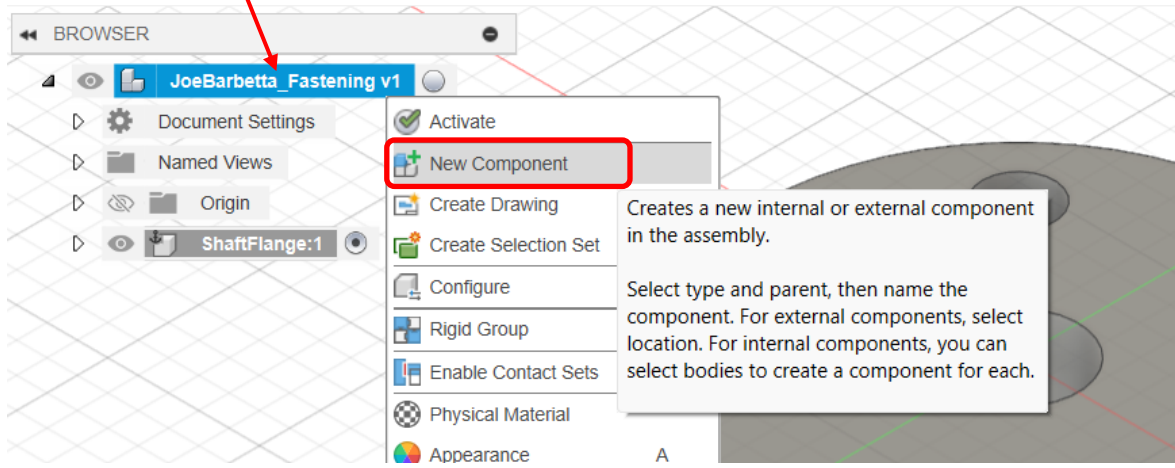 BROWSER
JoeBarbetta_Fastening v1
Document Settings
Named Views
Origin
ShaftFlange:1
Activate
New Component
Create Drawing
Create Selection Set
Configure
Rigid Group
Enable Contact Sets
Physical Material
Appearance A
Creates a new internal or external component
in the assembly.
Select type and parent, then name the
component. For external components, select
location. For internal components, you can
select bodies to create a component for each.